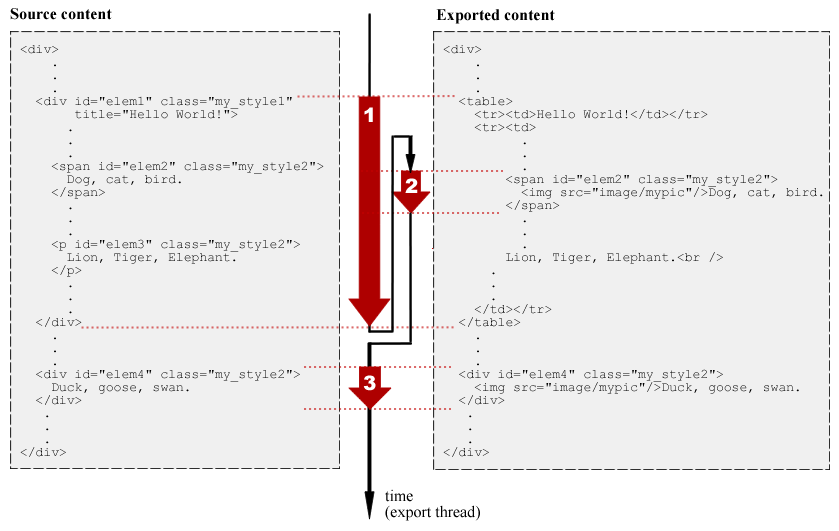 Source content
<div>
.
.
.
<div id="elem1" class="my_style1"
title="Hello World!">
.
.
.
<span id="elem2" class="my_style2">
Dog, cat, bird.
</span>
.
.
.
<p id="elem3" class="my_style2">
Lion, Tiger, Elephant.
</p>
.
.
.
</div>
.
.
.
<div id="elem4" class="my_style2">
Duck, goose, swan.
</div>
.
.
.
</div>
1
2
3
time
(export thread)
Exported content
<div>
.
.
.
<table>
<tr><td>Hello World!</td></tr>
<tr><td>
.
.
.
<span id="elem2" class="my_style2">
<img src="image/mypic"/>Dog, cat, bird.
</span>
.
.
.
Lion, Tiger, Elephant.<br />
.
.
.
</td></tr>
</table>
.
.
.
<div id="elem4" class="my_style2">
<img src="image/mypic"/>Duck, goose, swan.
</div>
.
.
.
</div>